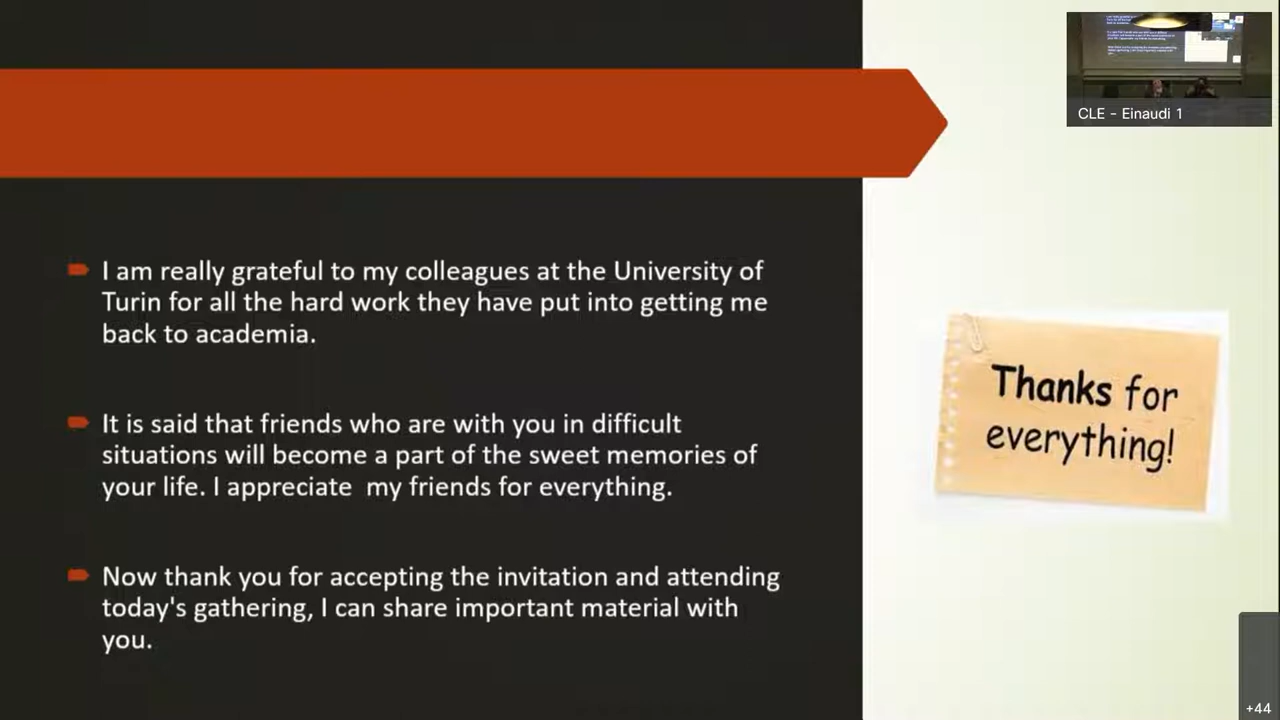 I am really grateful to my colleagues at the University of
Turin for all the hard work they have put into getting me
back to academia.
It is said that friends who are with you in difficult
situations will become a part of the sweet memories of
your life. I appreciate  my friends for everything.
Now thank you for accepting the invitation and attending
today's gathering, I can share important material with
you.
Thanks for
everything!
CLE - Einaudi 1
+44